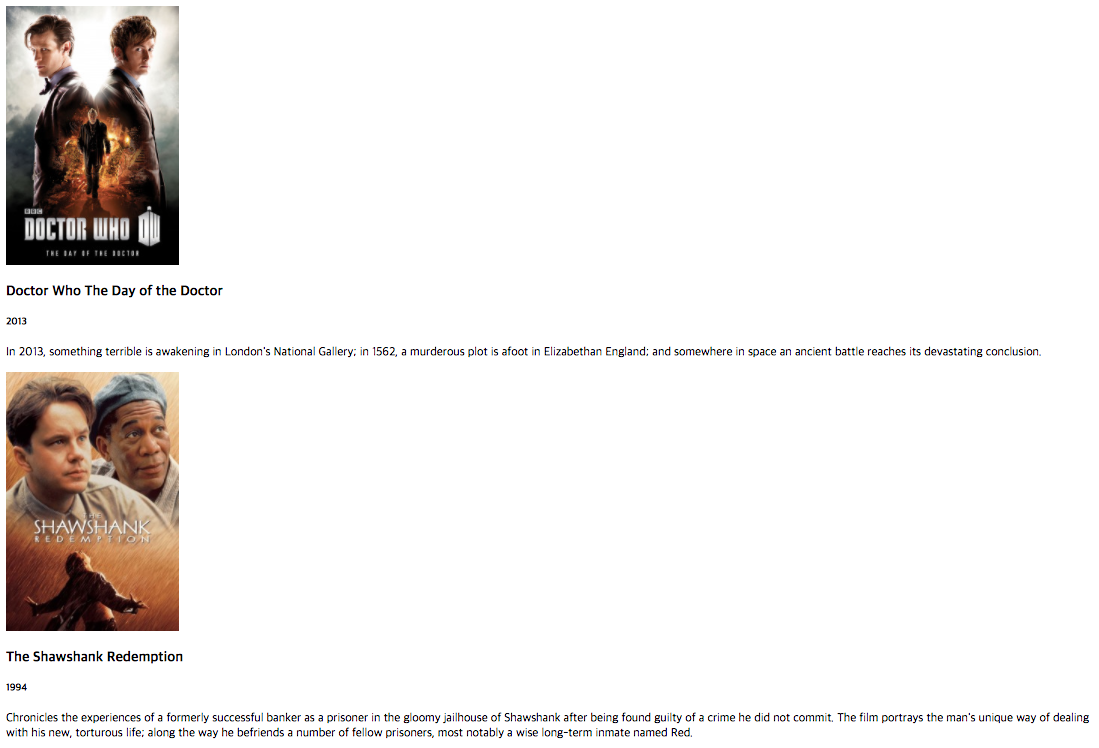 BBC
DOCTOR WHO DW
THE DAY OF THE DOCTOR
Doctor Who The Day of the Doctor
2013
In 2013, something terrible is awakening in London's National Gallery; in 1562, a murderous plot is afoot in Elizabethan England; and somewhere in space an ancient battle reaches its devastating conclusion.
THE
SHAWSHANK
REDEMPTION
The Shawshank Redemption
1994
Chronicles the experiences of a formerly successful banker as a prisoner in the gloomy jailhouse of Shawshank after being found guilty of a crime he did not commit. The film portrays the man's unique way of dealing
with his new, torturous life; along the way he befriends a number of fellow prisoners, most notably a wise long-term inmate named Red.